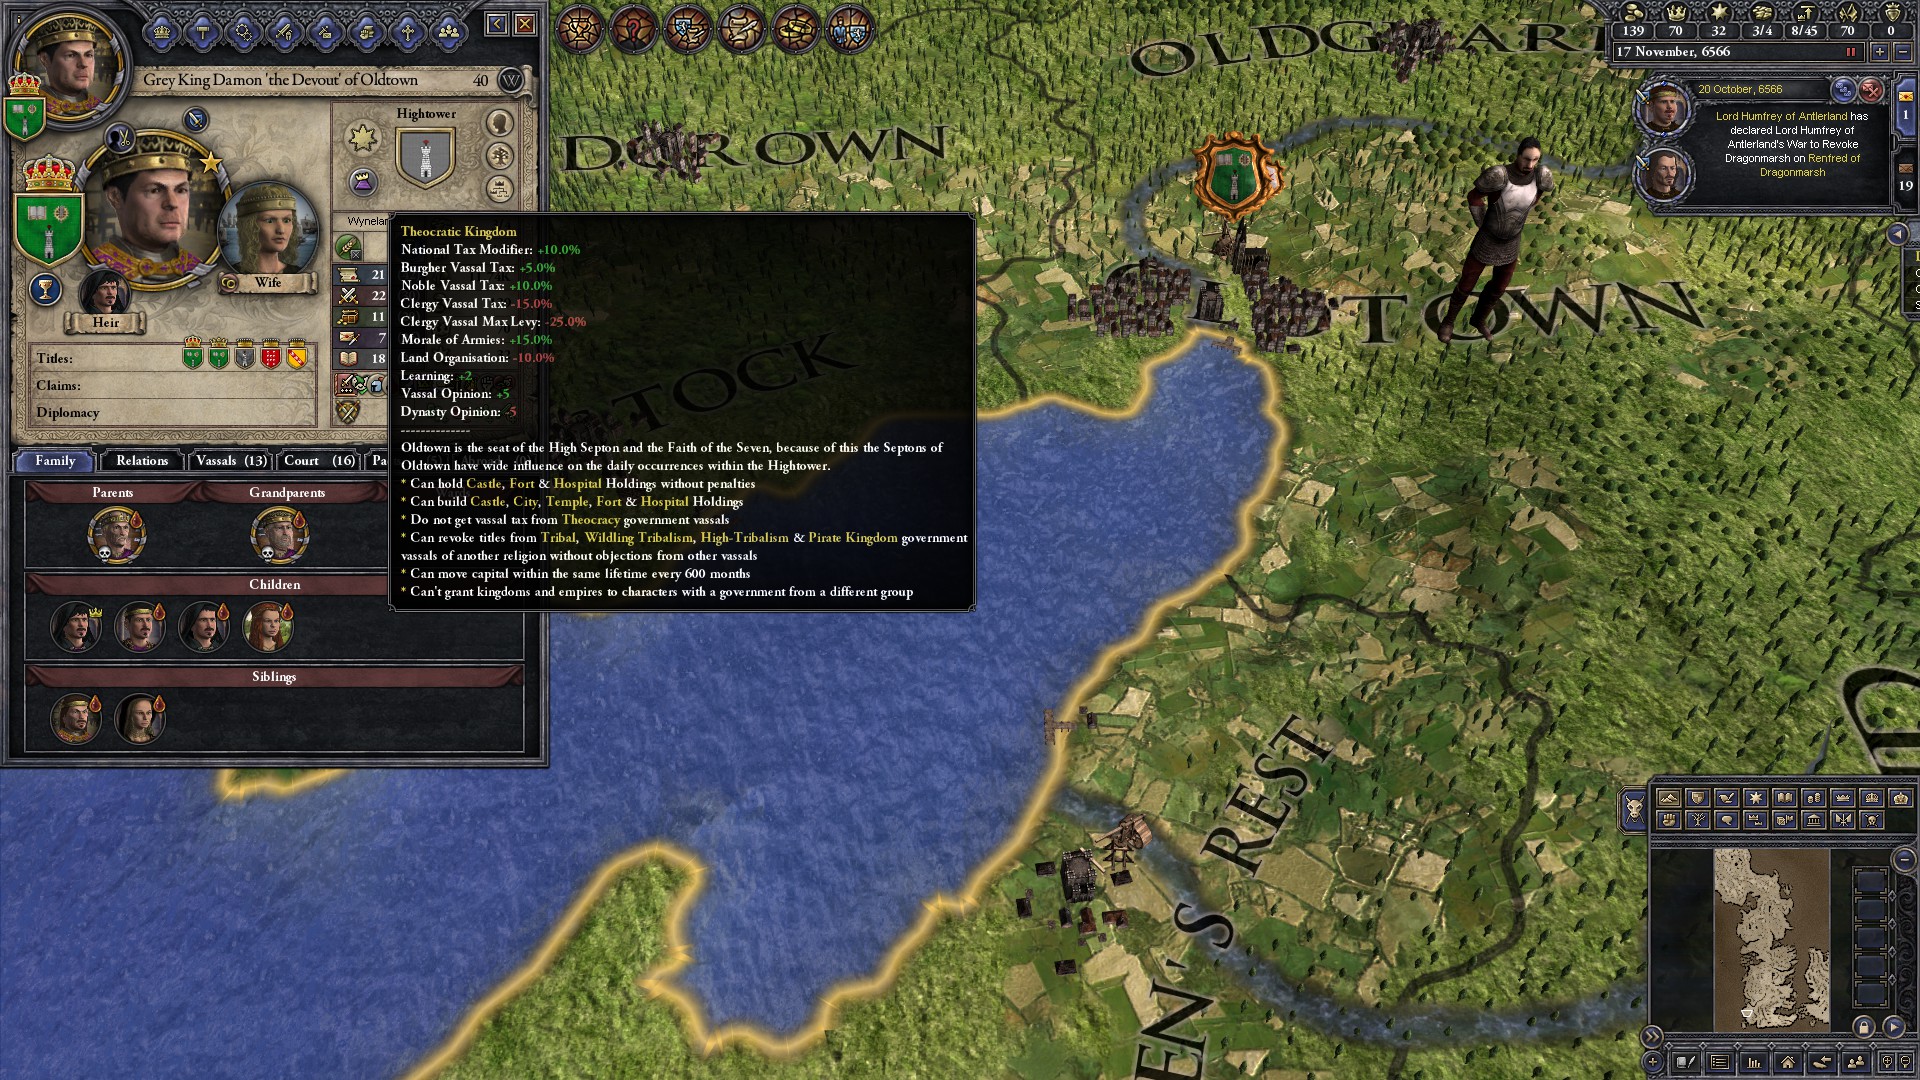 Grey King Damon 'the Devout' of Oldtown 40
Hightower
Wife
Heir
21
22
11
7
18
Titles:
Claims:
Diplomacy
Family
Relations
Vassals (13)
Court (16)
Parents
Grandparents
Children
Siblings
Theocratic Kingdom
National Tax Modifier: +10.0%
Burgher Vassal Tax: +5.0%
Noble Vassal Tax: +10.0%
Clergy Vassal Tax: -15.0%
Clergy Vassal Max Levy: -25.0%
Morale of Armies: +15.0%
Land Organisation: -10.0%
Learning: +2
Vassal Opinion: +5
Dynasty Opinion: -5
--------------
Oldtown is the seat of the High Septon and the Faith of the Seven, because of this the Septons of
Oldtown have wide influence on the daily occurrences within the Hightower.
* Can hold Castle, Fort & Hospital Holdings without penalties
* Can build Castle, City, Temple, Fort & Hospital Holdings
* Do not get vassal tax from Theocracy government vassals
* Can revoke titles from Tribal, Wildling Tribalism, High-Tribalism & Pirate Kingdom government
vassals of another religion without objections from other vassals
* Can move capital within the same lifetime every 600 months
* Can't grant kingdoms and empires to characters with a government from a different group
139 70 32 3/4 8/45 70 0
17 November, 6566
20 October, 6566
Lord Humfrey of Antlerland has
declared Lord Humfrey of
Antlerland's War to Revoke
Dragonmarsh on Renfred of
Dragonmarsh
1
19